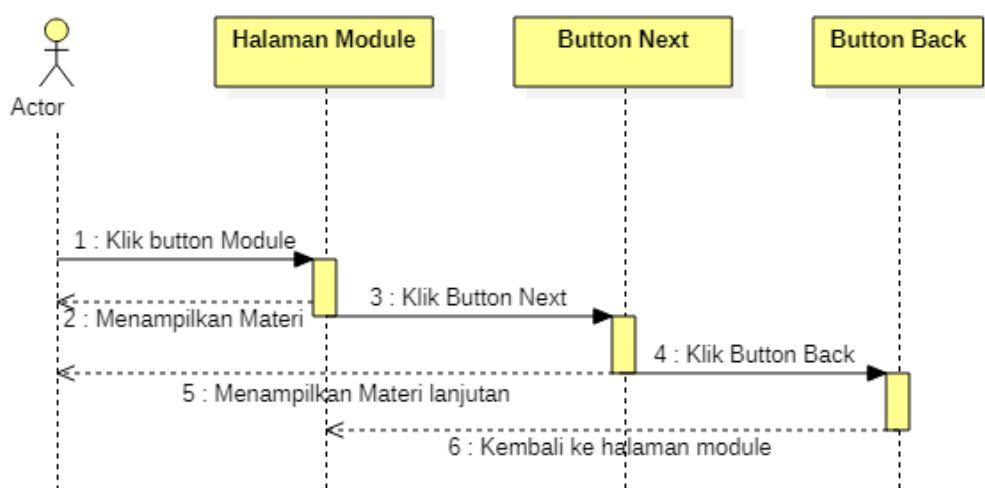 Halaman Module
Button Next
Button Back
Actor
1 : Klik button Module
2 : Menampilkan Materi
3 : Klik Button Next
4 : Klik Button Back
5 : Menampilkan Materi lanjutan
6 : Kembali ke halaman module